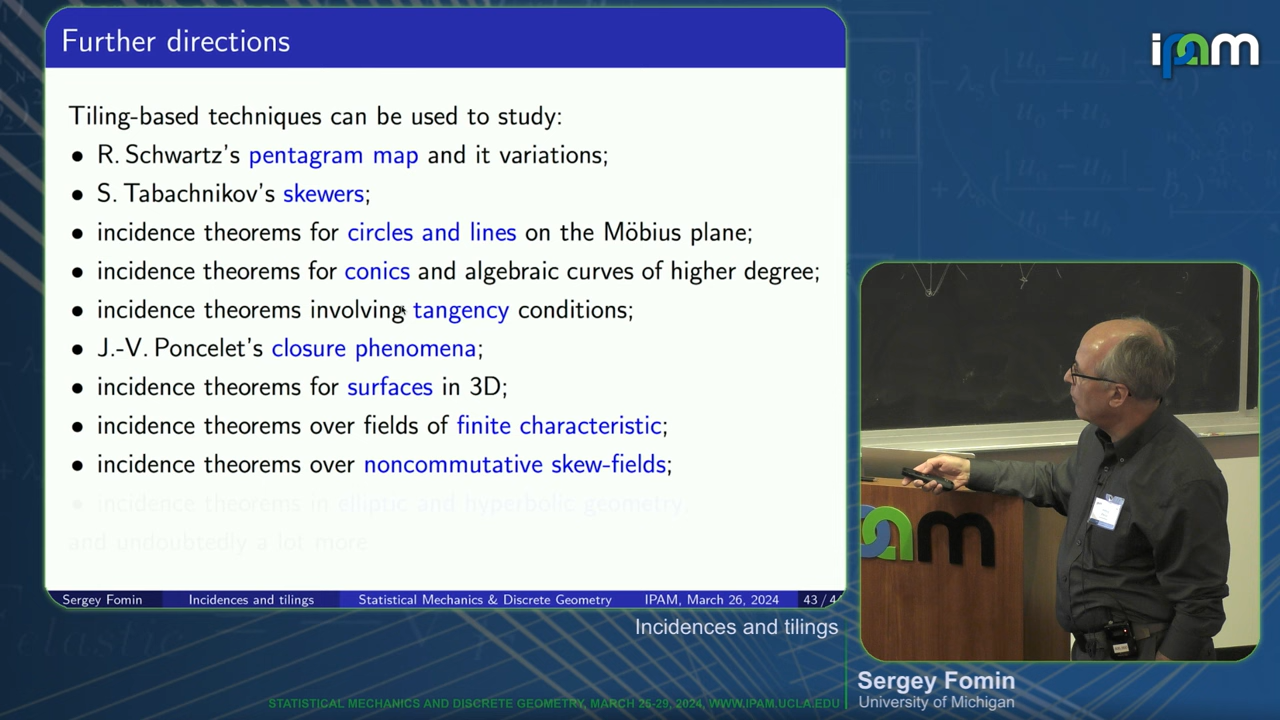 Further directions
ipam
Tiling-based techniques can be used to study:
• R. Schwartz's pentagram map and it variations;
• S. Tabachnikov's skewers;
• incidence theorems for circles and lines on the Möbius plane;
• incidence theorems for conics and algebraic curves of higher degree;
• incidence theorems involving tangency conditions;
• J.-V. Poncelet's closure phenomena;
• incidence theorems for surfaces in 3D;
• incidence theorems over fields of finite characteristic;
• incidence theorems over noncommutative skew-fields;
• incidence theorems in elliptic and hyperbolic geometry
and undoubtedly a lot more
Sergey Fomin Incidences and tilings Statistical Mechanics & Discrete Geometry IPAM, March 26, 2024 43 / 44
Incidences and tilings
Sergey Fomin
University of Michigan
STATISTICAL MECHANICS AND DISCRETE GEOMETRY, MARCH 25-29, 2024, WWW.IPAM.UCLA.EDU